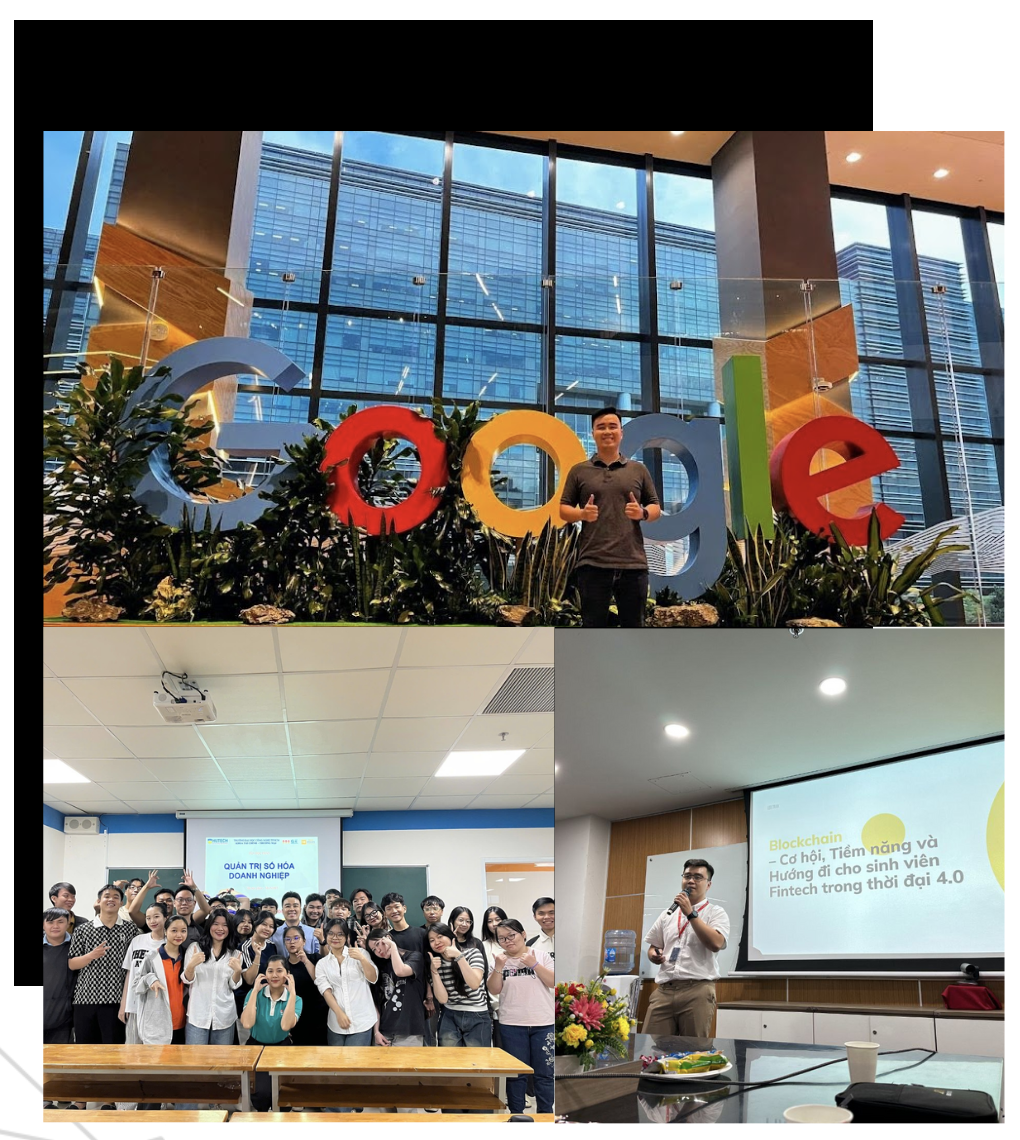 Google
HUTECH
QUẢN TRỊ SỐ HÓA
DOANH NGHIỆP
Blockchain
– Cơ hội, Tiềm năng và
Hướng đi cho sinh viên
Fintech trong thời đại 4.0